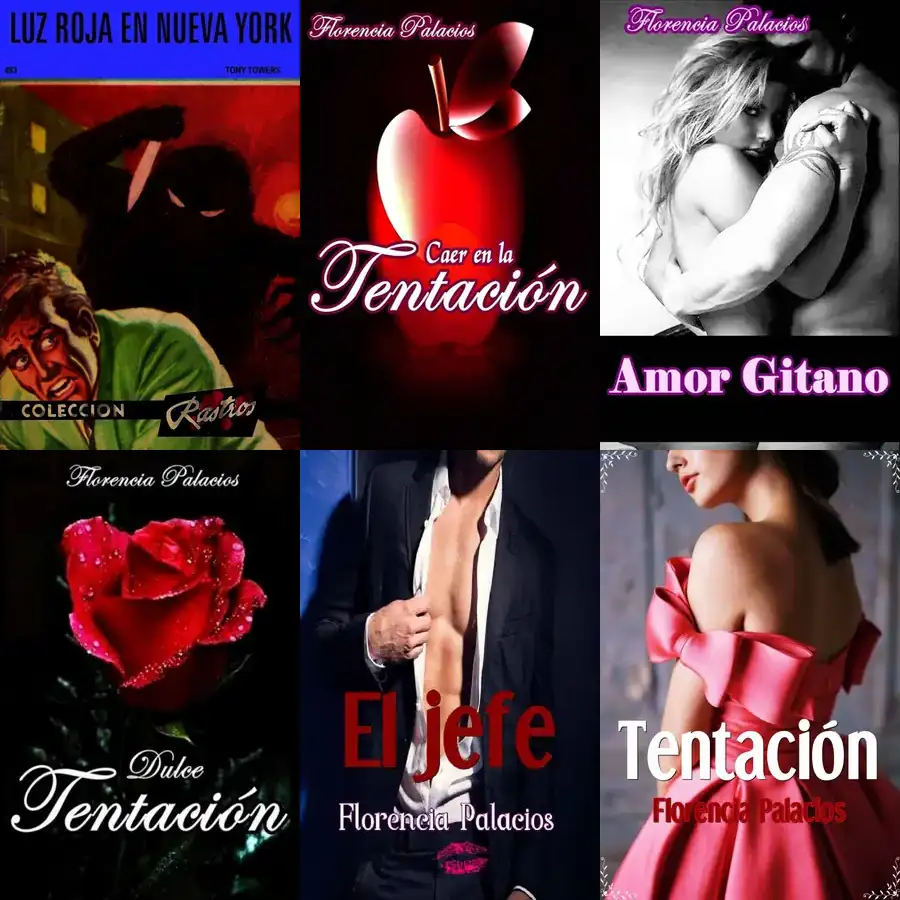 LUZ ROJA EN NUEVA YORK
493 TONY TOWERS
COLECCION Rastros
Florencia Palacios
Caer en la
Tentación
Florencia Palacios
Amor Gitano
Florencia Palacios
Dulce
Tentación
El jefe
Florencia Palacios
Tentación
Florencia Palacios